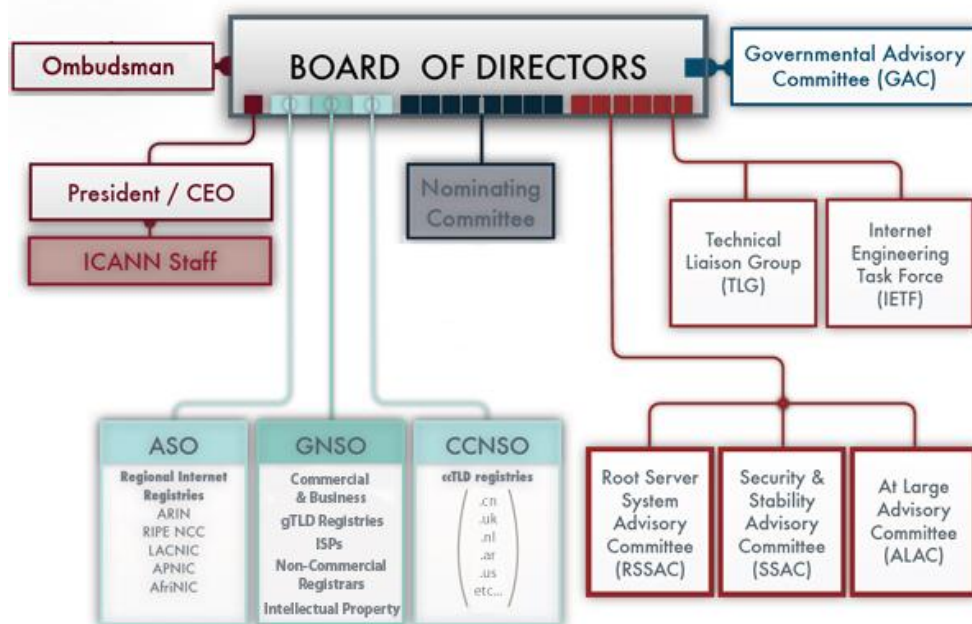 BOARD OF DIRECTORS
Ombudsman
Governmental Advisory
Committee (GAC)
President / CEO
ICANN Staff
Nominating
Committee
Technical
Liaison Group
(TLG)
Internet
Engineering
Task Force
(IETF)
ASO
Regional Internet
Registries
ARIN
RIPE NCC
LACNIC
APNIC
AfriNIC
GNSO
Commercial
& Business
gTLD Registries
ISPs
Non-Commercial
Registrars
Intellectual Property
CCNSO
ccTLD registries
.cn
.uk
.nl
.ar
.us
etc...
Root Server
System
Advisory
Committee
(RSSAC)
Security &
Stability
Advisory
Committee
(SSAC)
At Large
Advisory
Committee
(ALAC)